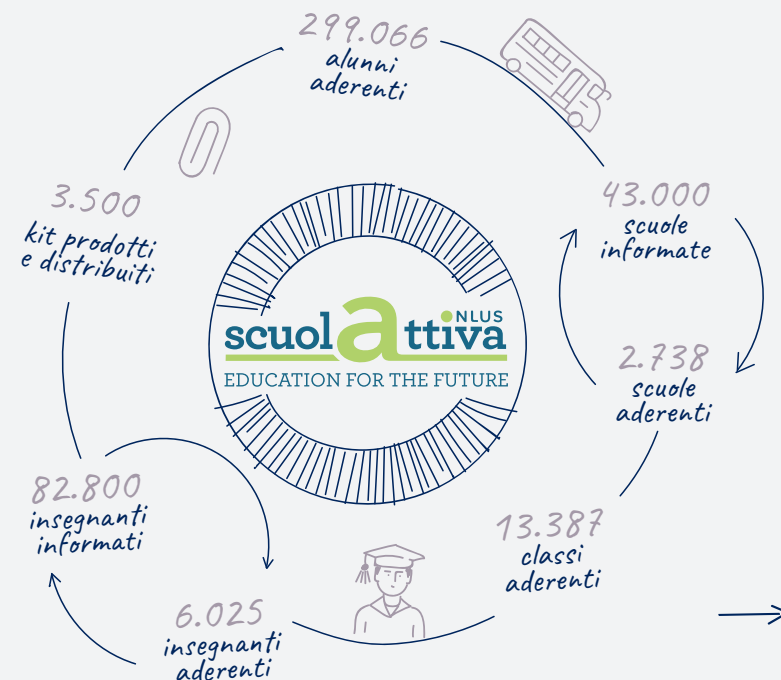 299.066
alunni
aderenti
43.000
scuole
informate
2.738
scuole
aderenti
13.387
classi
aderenti
6.025
insegnanti
aderenti
82.800
insegnanti
informati
3.500
kit prodotti
e distribuiti
scuolattiva NLUS
EDUCATION FOR THE FUTURE